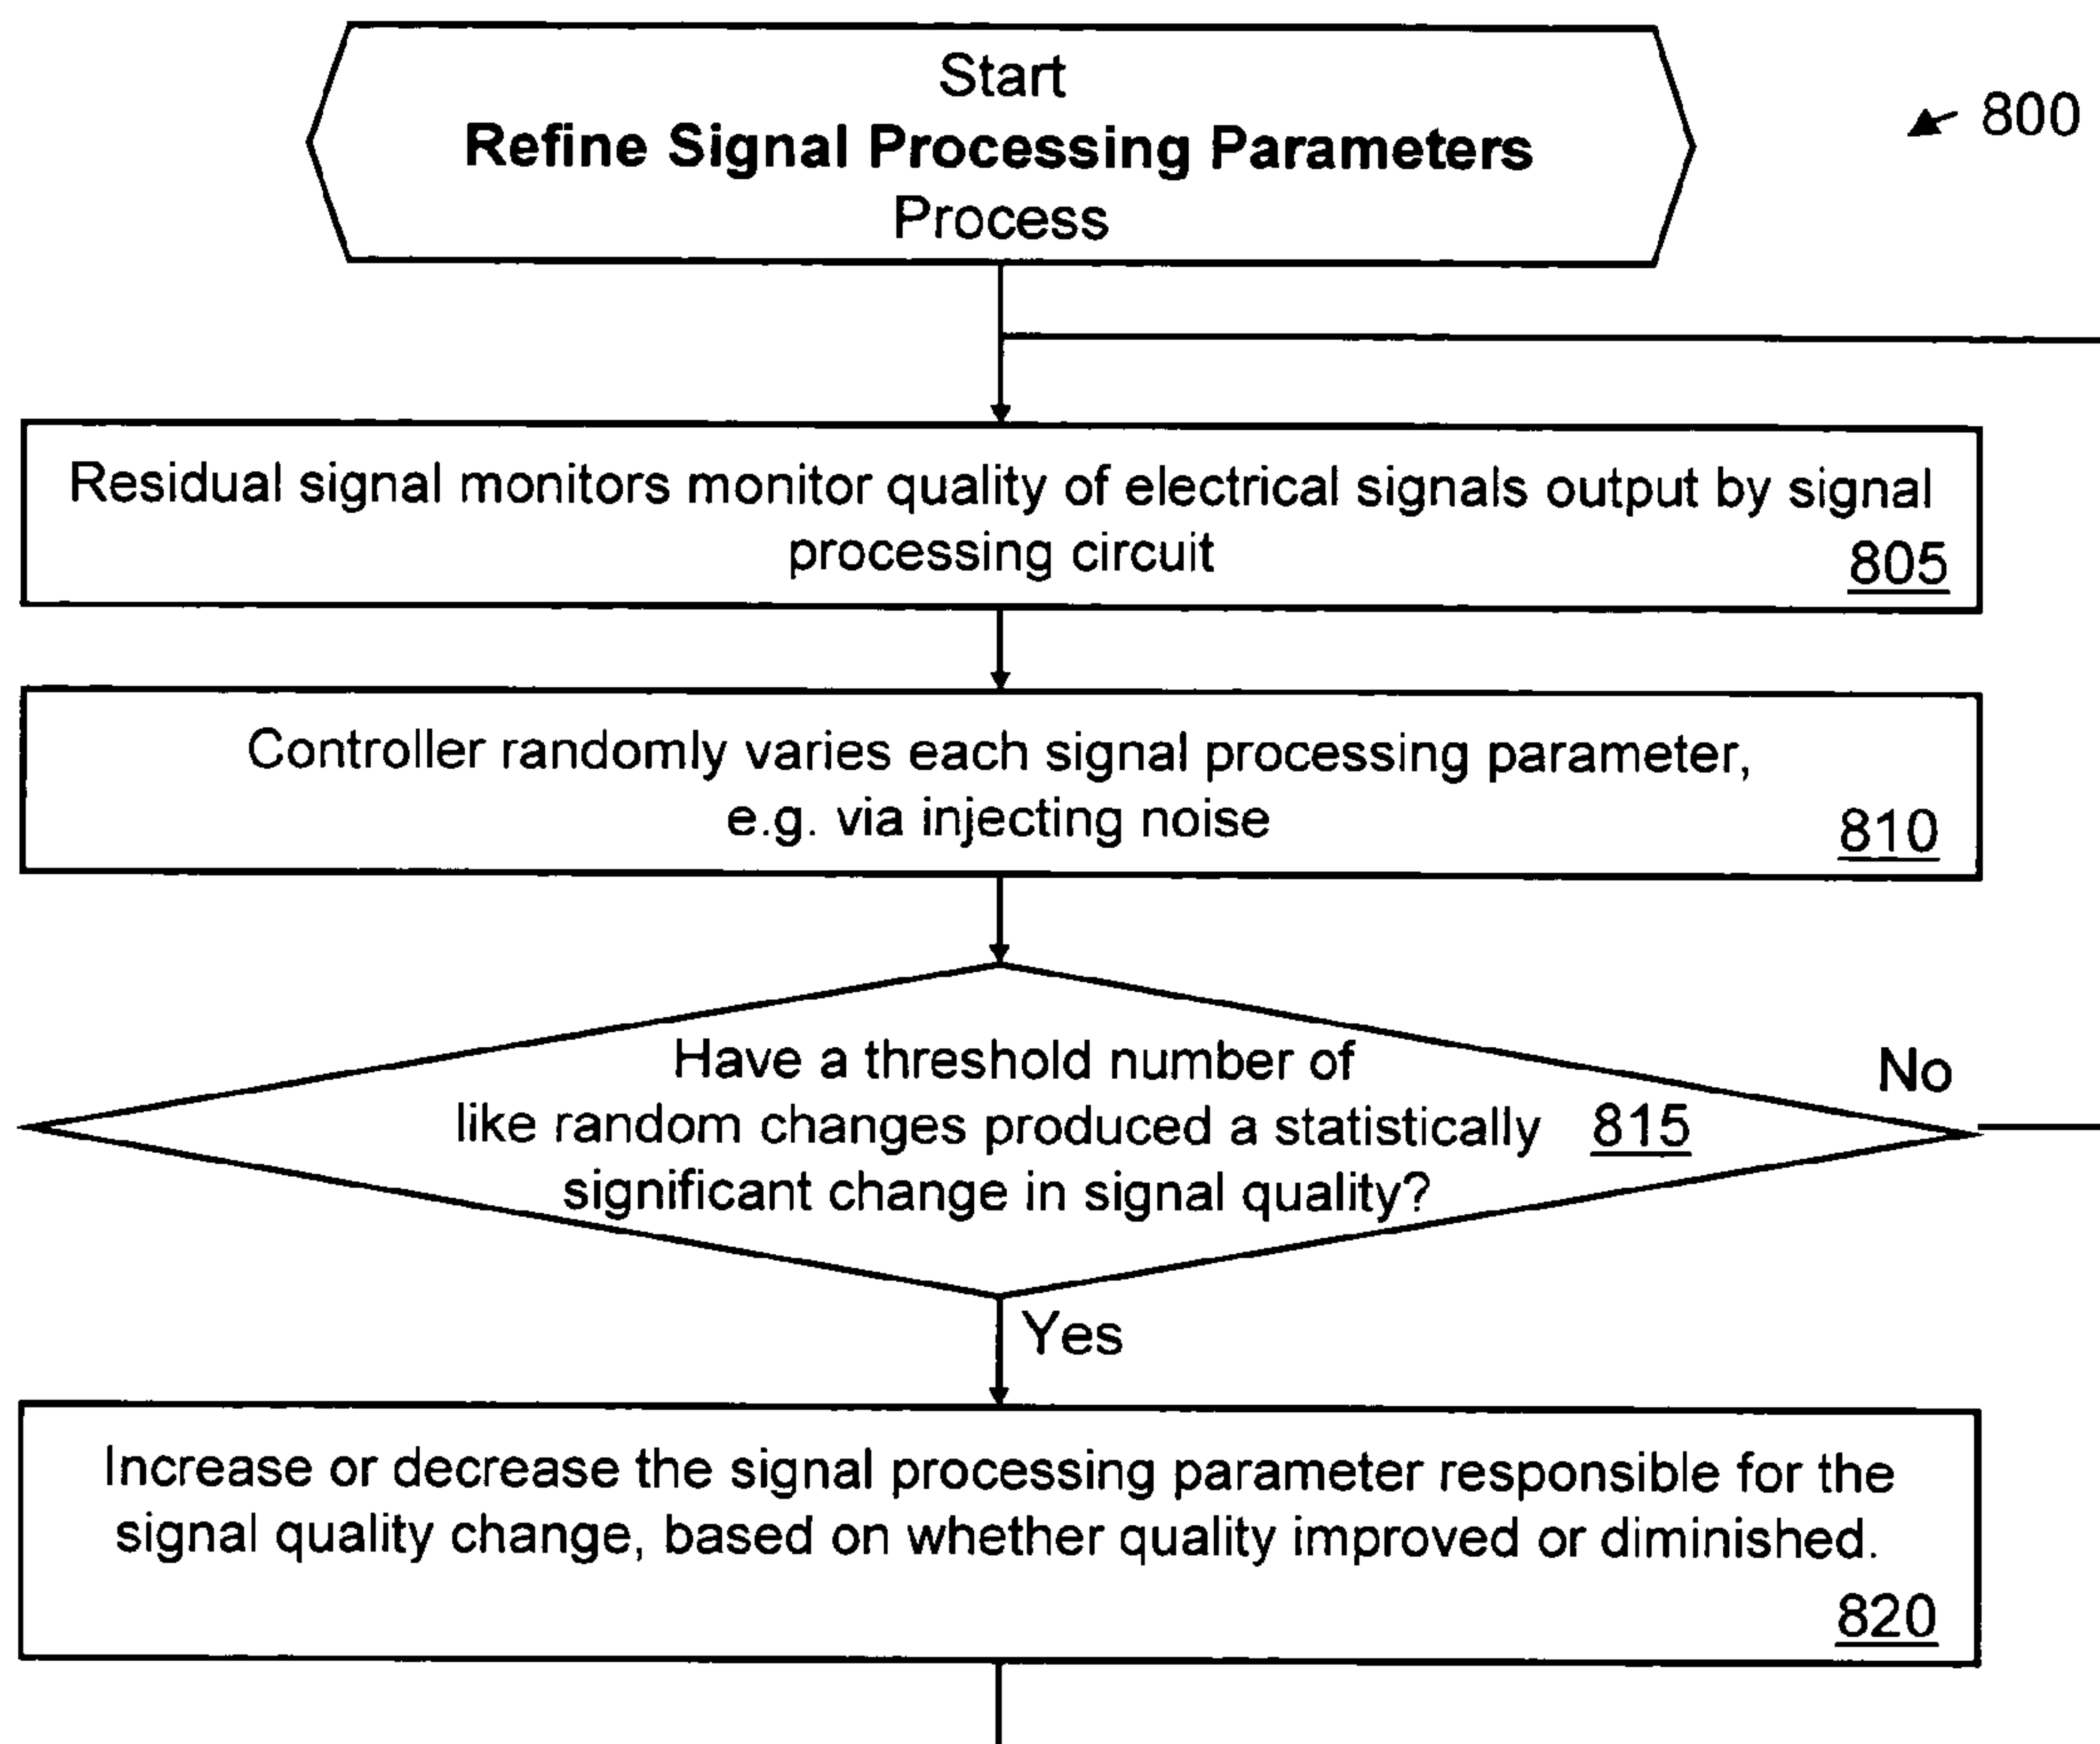 Start
Refine Signal Processing Parameters
Process
800
Residual signal monitors monitor quality of electrical signals output by signal
processing circuit
805
Controller randomly varies each signal processing parameter,
e.g. via injecting noise
810
Have a threshold number of
like random changes produced a statistically
815
significant change in signal quality?
No
Yes
Increase or decrease the signal processing parameter responsible for the
signal quality change, based on whether quality improved or diminished.
820